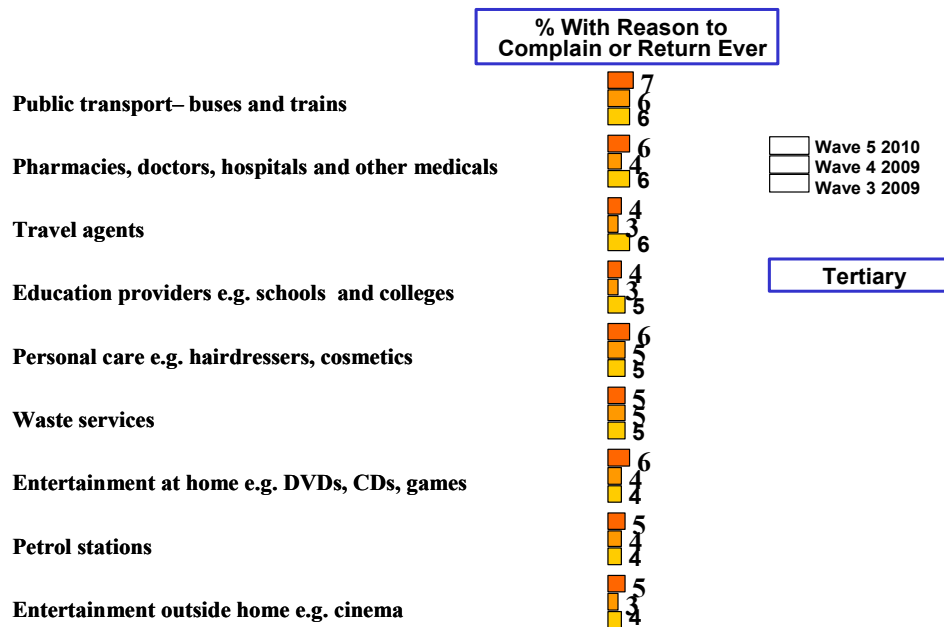 % With Reason to
Complain or Return Ever
Public transport– buses and trains
7
6
6
Pharmacies, doctors, hospitals and other medicals
6
4
6
Wave 5 2010
Wave 4 2009
Wave 3 2009
Travel agents
4
3
6
Tertiary
Education providers e.g. schools and colleges
4
3
5
Personal care e.g. hairdressers, cosmetics
6
5
5
Waste services
5
5
5
Entertainment at home e.g. DVDs, CDs, games
6
4
4
Petrol stations
5
4
4
Entertainment outside home e.g. cinema
5
3
4